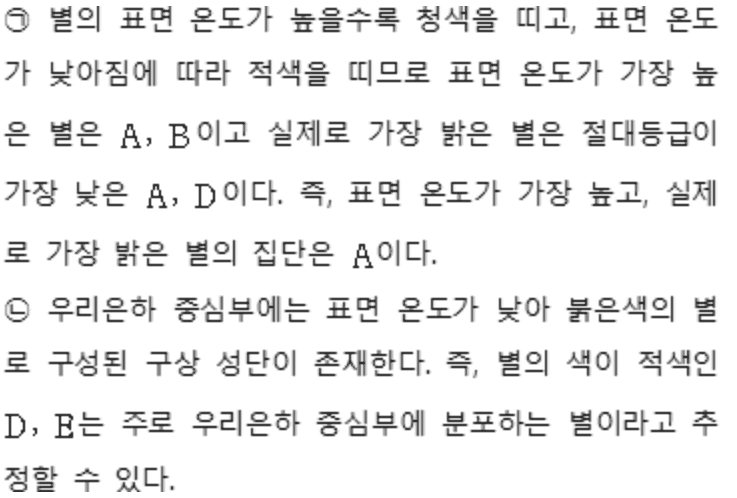 ㉠ 별의 표면 온도가 높을수록 청색을 띠고, 표면 온도
가 낮아짐에 따라 적색을 띠므로 표면 온도가 가장 높
은 별은 A, B이고 실제로 가장 밝은 별은 절대등급이
가장 낮은 A, D이다. 즉, 표면 온도가 가장 높고, 실제
로 가장 밝은 별의 집단은 A이다.
㉡ 우리은하 중심부에는 표면 온도가 낮아 붉은색의 별
로 구성된 구상 성단이 존재한다. 즉, 별의 색이 적색인
D, E는 주로 우리은하 중심부에 분포하는 별이라고 추
정할 수 있다.